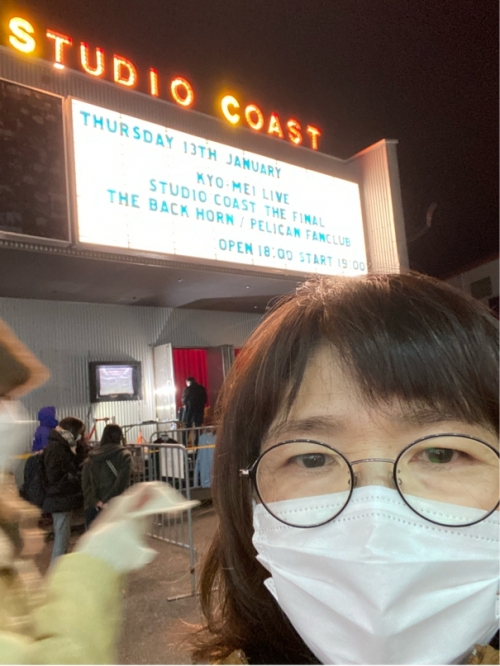 STUDIO COAST
THURSDAY 13TH JANUARY
KYO-MEI LIVE
STUDIO COAST THE FINAL
THE BACK HORN / PELICAN FANCLUB
OPEN 18:00 START 19:00